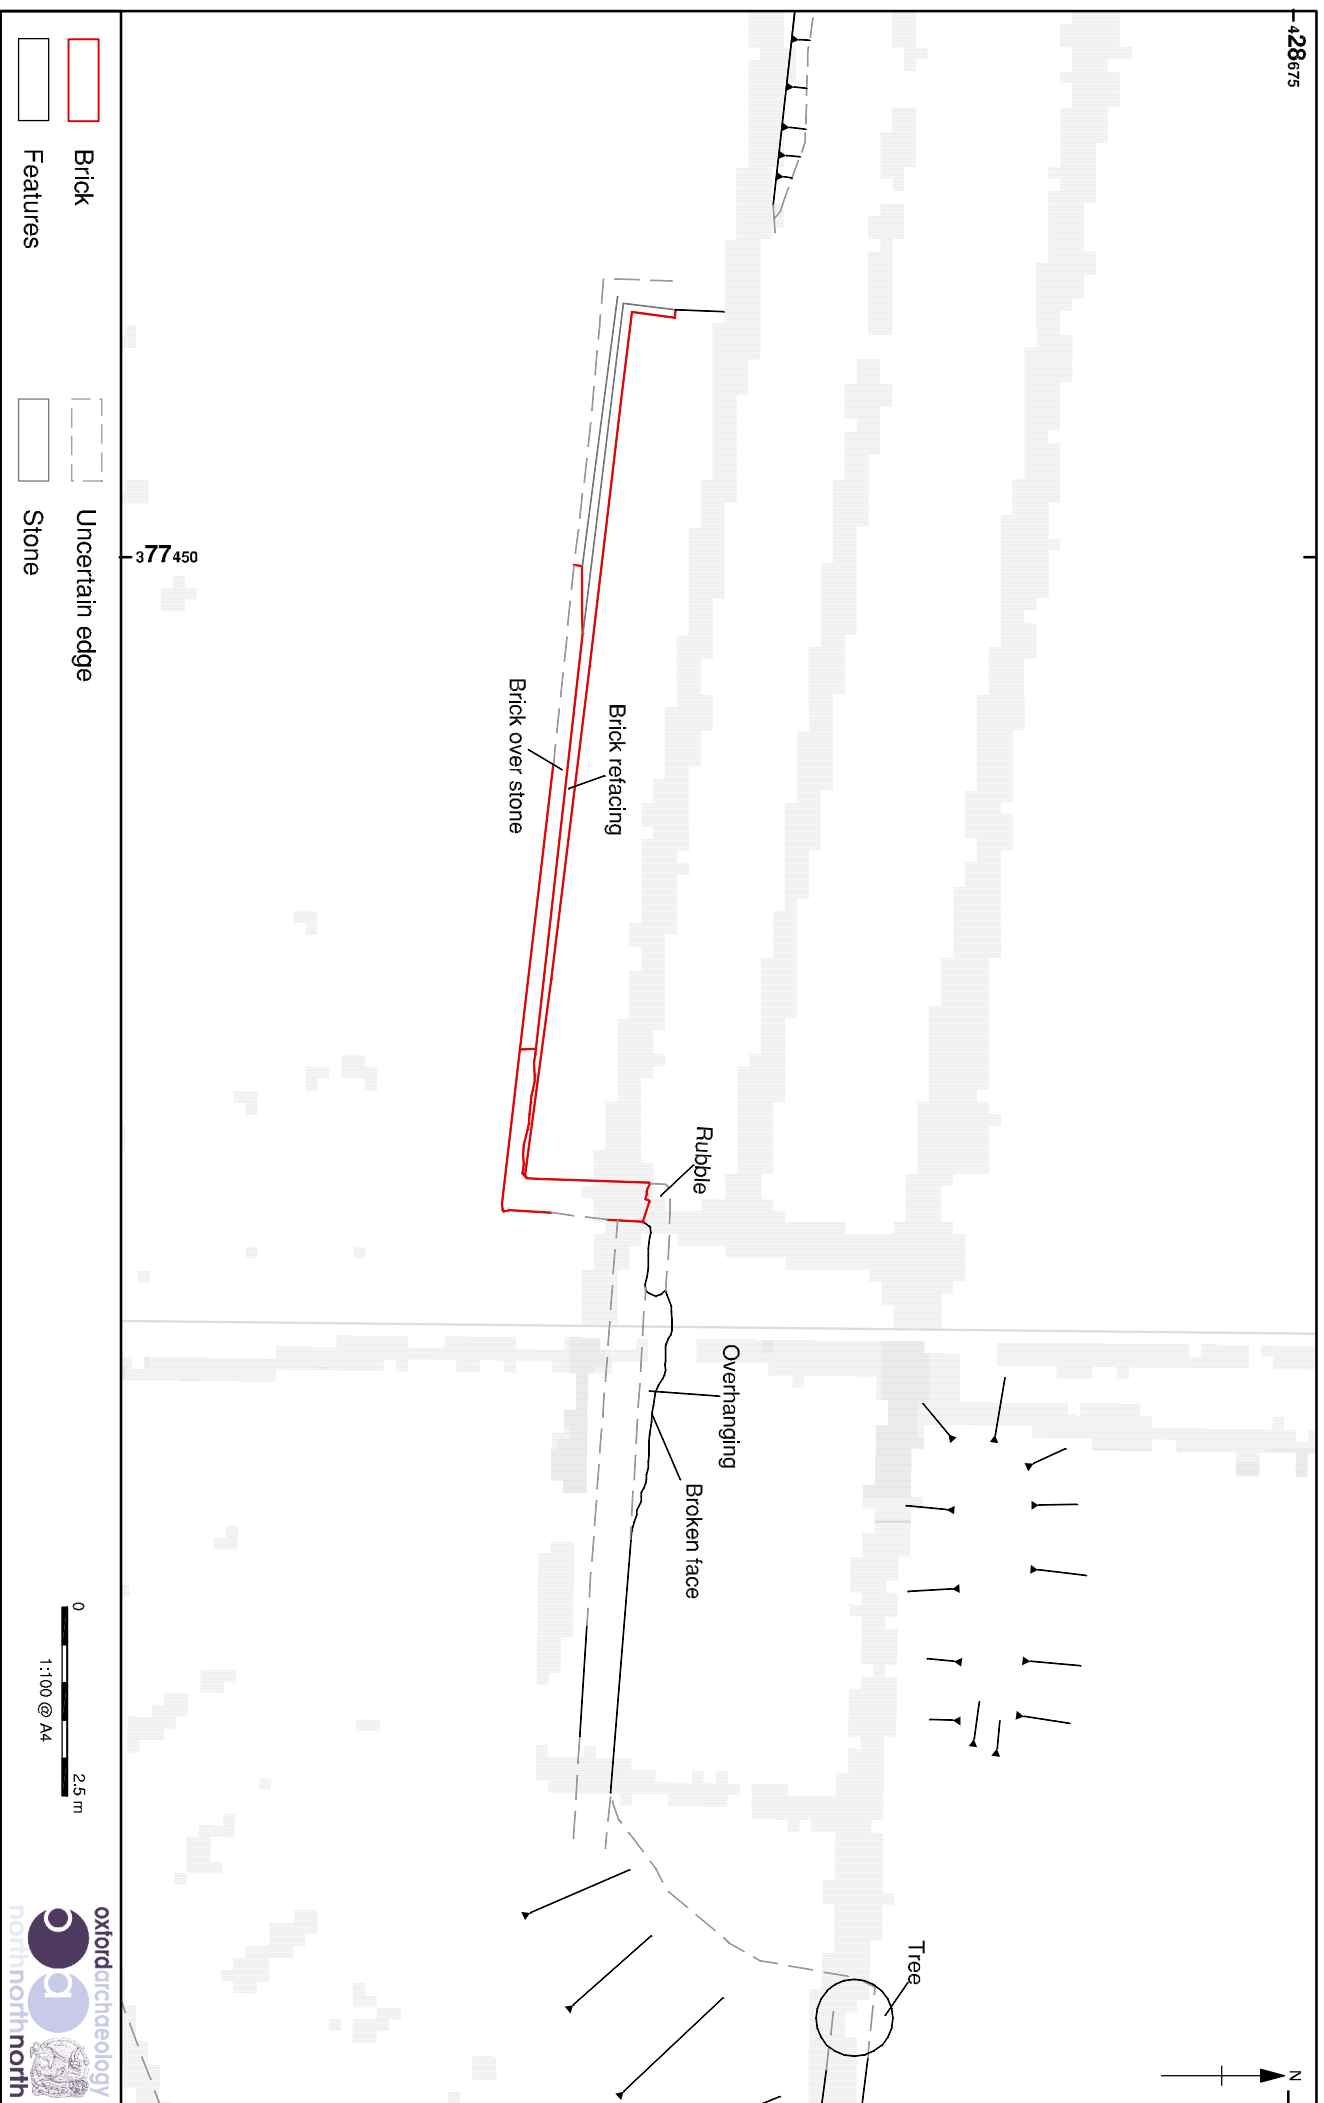 428675
377450
Brick refacing
Brick over stone
Rubble
Overhanging
Broken face
Tree
N
Brick
Features
Uncertain edge
Stone
0
2.5 m
1:100 @ A4
oxfordarchaeology
northnorthnorth